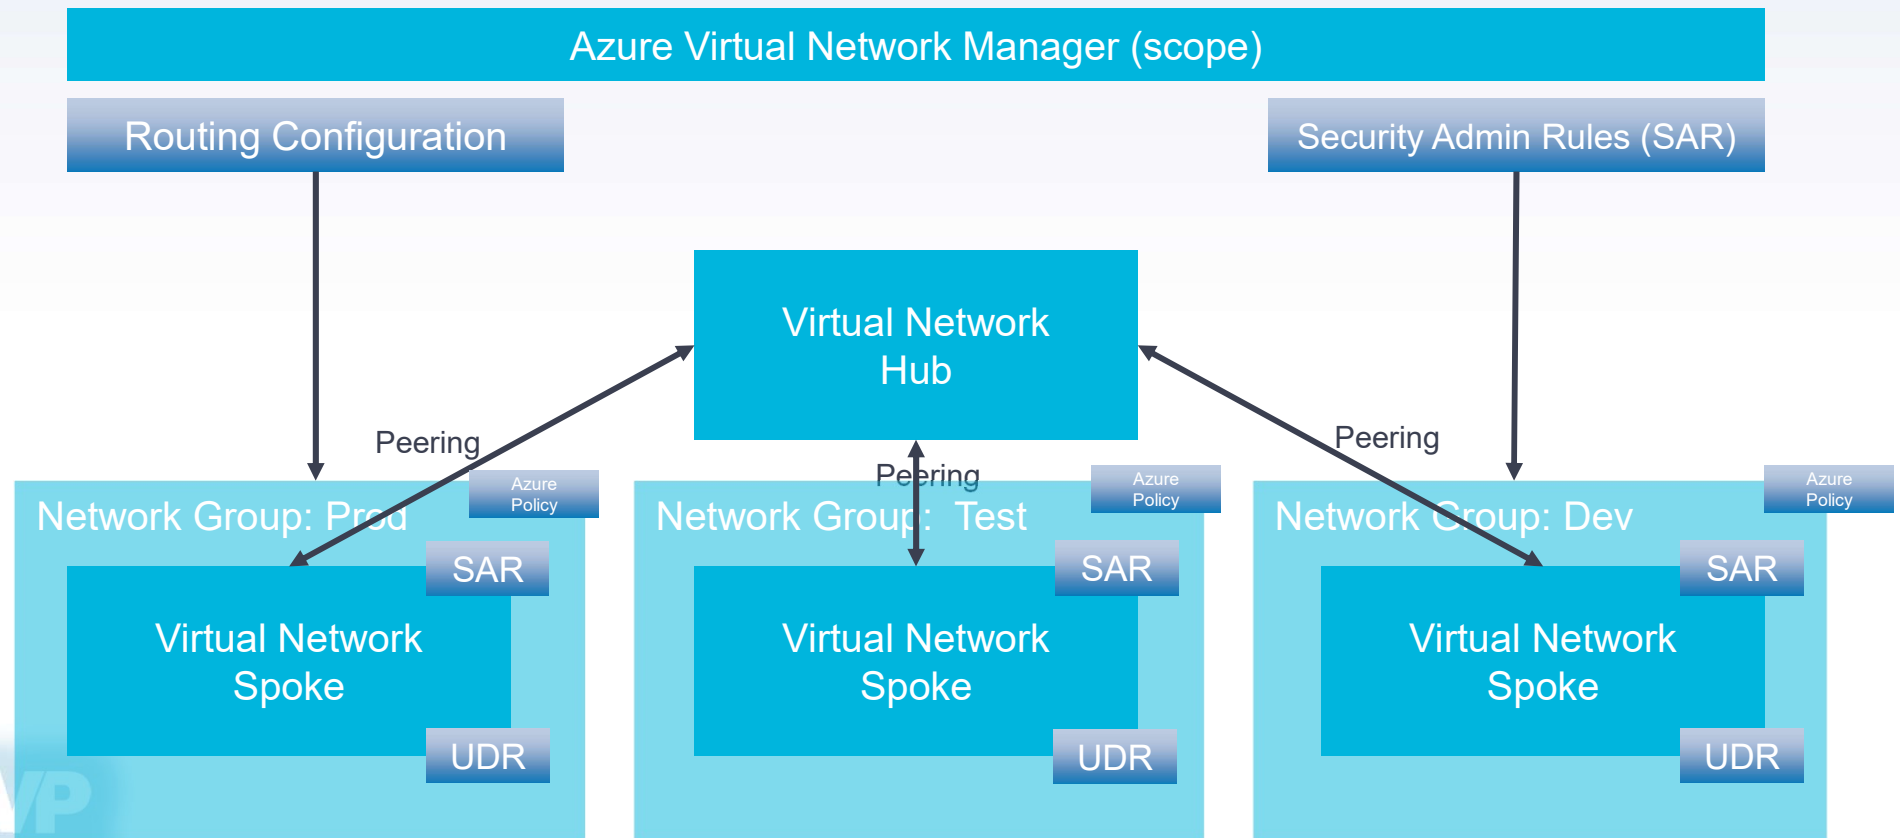 Azure Virtual Network Manager (scope)
Routing Configuration
Security Admin Rules (SAR)
Virtual Network
Hub
Peering
Peering
Peering
Azure
Policy
Network Group: Prod
SAR
Virtual Network
Spoke
UDR
Azure
Policy
Network Group:  Test
SAR
Virtual Network
Spoke
UDR
Azure
Policy
Network Group: Dev
SAR
Virtual Network
Spoke
UDR